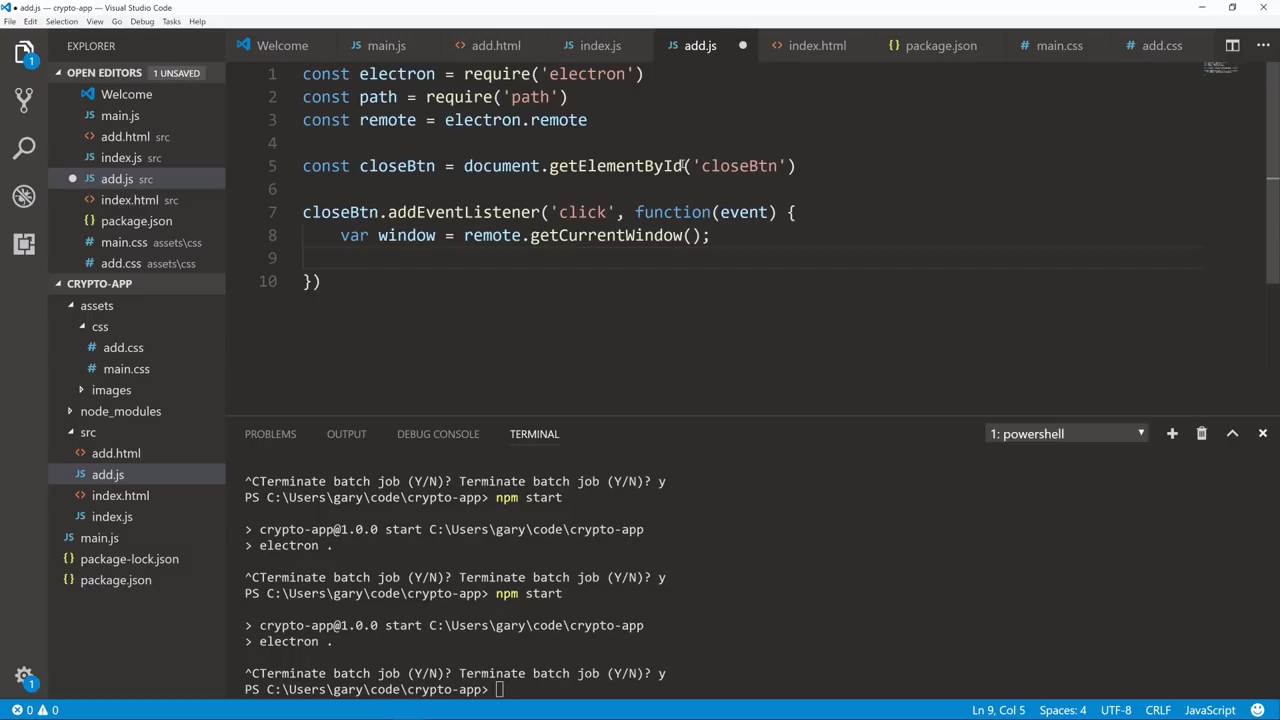 add.js — crypto-app — Visual Studio Code
File Edit Selection View Go Debug Tasks Help
EXPLORER
Welcome main.js add.html index.js add.js index.html package.json main.css add.css
OPEN EDITORS 1 UNSAVED
Welcome
main.js
add.html src
index.js src
add.js src
index.html src
package.json
main.css assets\css
add.css assets\css
CRYPTO-APP
assets
css
add.css
main.css
images
node_modules
src
add.html
add.js
index.html
index.js
main.js
package-lock.json
package.json
1 const electron = require('electron')
2 const path = require('path')
3 const remote = electron.remote
4
5 const closeBtn = document.getElementById('closeBtn')
6
7 closeBtn.addEventListener('click', function(event) {
8 var window = remote.getCurrentWindow();
9
10 })
PROBLEMS OUTPUT DEBUG CONSOLE TERMINAL 1: powershell
^CTerminate batch job (Y/N)? Terminate batch job (Y/N)? y
PS C:\Users\gary\code\crypto-app> npm start
> crypto-app@1.0.0 start C:\Users\gary\code\crypto-app
> electron .
^CTerminate batch job (Y/N)? Terminate batch job (Y/N)? y
PS C:\Users\gary\code\crypto-app> npm start
> crypto-app@1.0.0 start C:\Users\gary\code\crypto-app
> electron .
^CTerminate batch job (Y/N)? Terminate batch job (Y/N)? y
PS C:\Users\gary\code\crypto-app>
0 0 Ln 9, Col 5 Spaces: 4 UTF-8 CRLF JavaScript